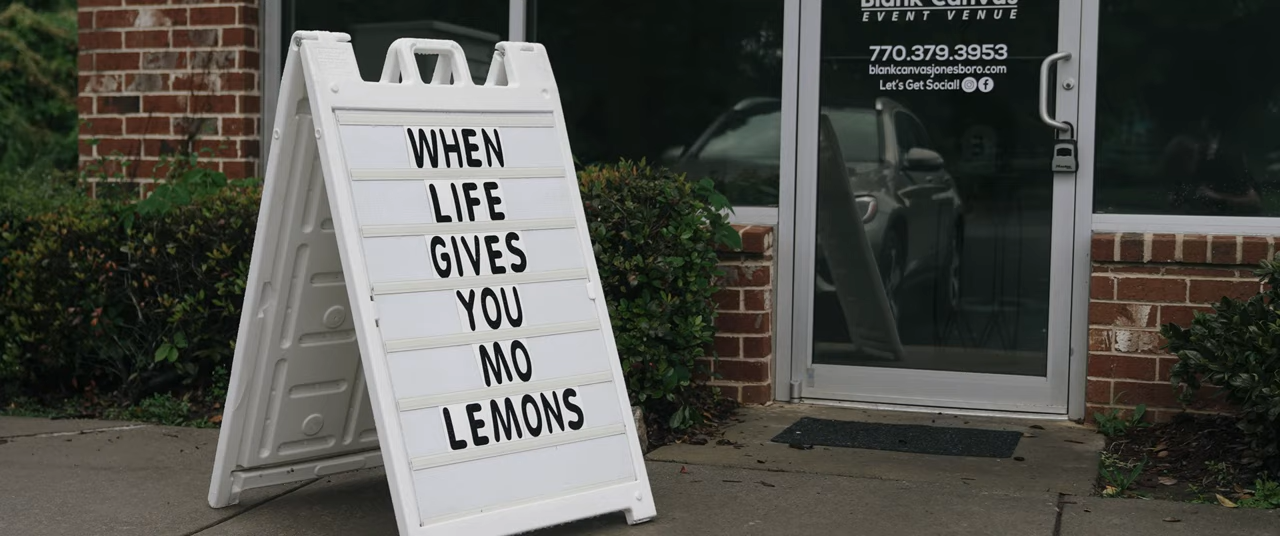 WHEN
LIFE
GIVES
YOU
MO
LEMONS
Blank Canvas
EVENT VENUE
770.379.3953
blankcanvasjonesboro.com
Let's Get Social!